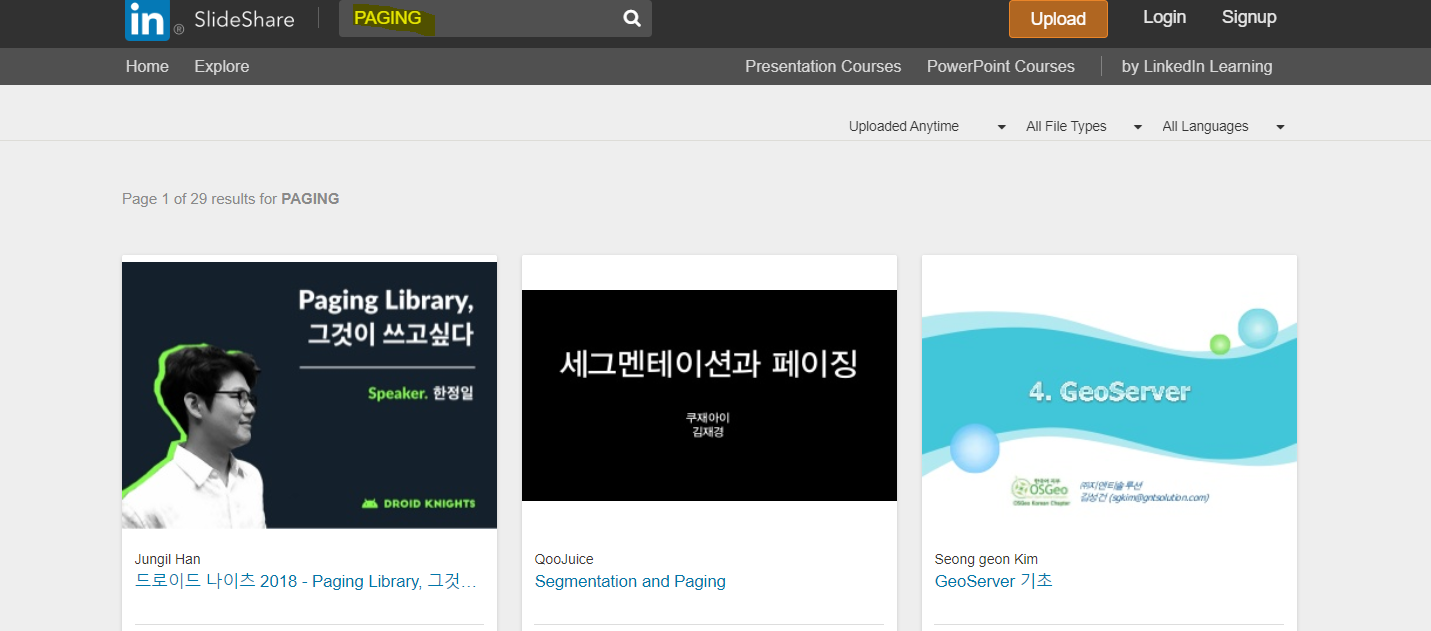 in ® SlideShare PAGING Upload Login Signup
Home Explore Presentation Courses PowerPoint Courses by LinkedIn Learning
Uploaded Anytime All File Types All Languages
Page 1 of 29 results for PAGING
Paging Library,
그것이 쓰고싶다
Speaker. 한정일
DROID KNIGHTS
Jungil Han
드로이드 나이츠 2018 - Paging Library, 그것…
세그멘테이션과 페이징
쿠재아이
김재경
QooJuice
Segmentation and Paging
4. GeoServer
OSGeo
OSGeo Korean Chapter
㈜지앤티솔루션
김성건 (sgkim@gntsolution.com)
Seong geon Kim
GeoServer 기초